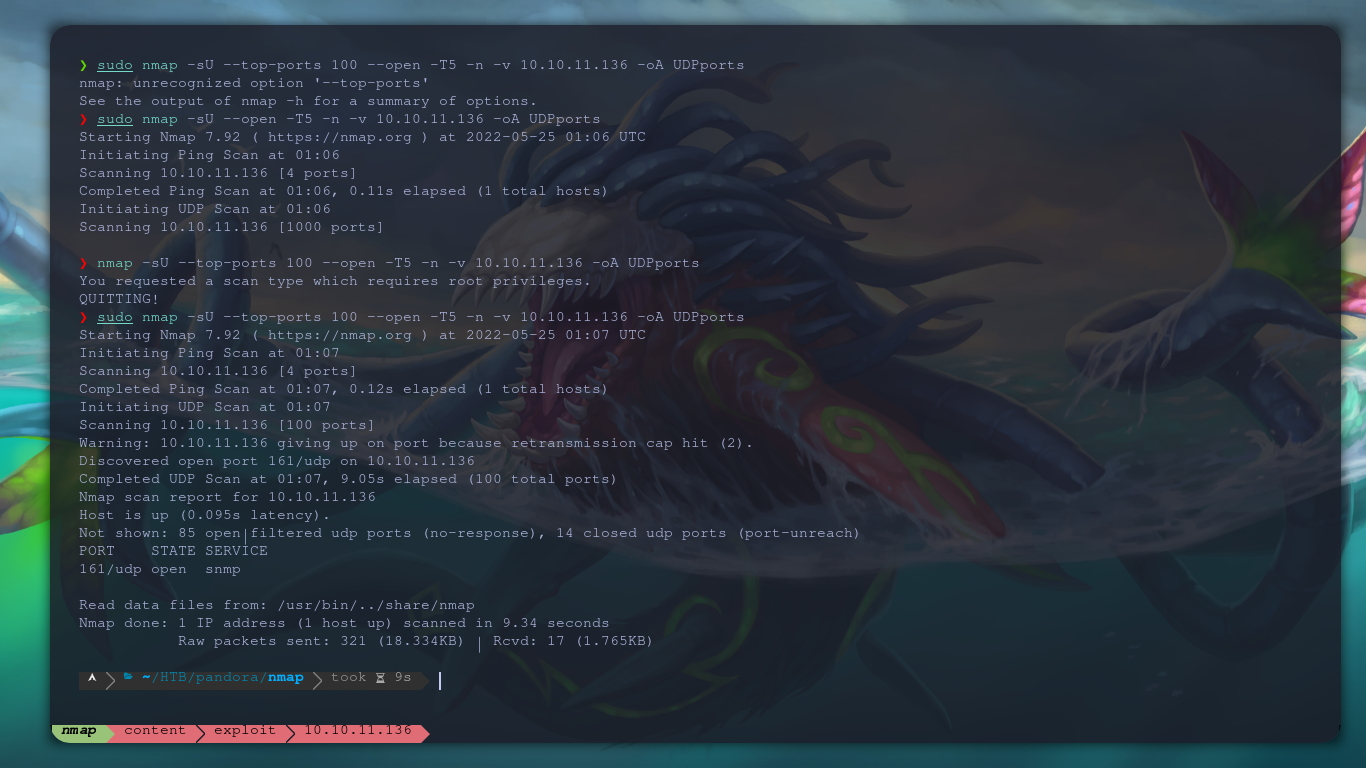 ❯ sudo nmap -sU --top-ports 100 --open -T5 -n -v 10.10.11.136 -oA UDPports
nmap: unrecognized option '--top-ports'
See the output of nmap -h for a summary of options.
❯ sudo nmap -sU --open -T5 -n -v 10.10.11.136 -oA UDPports
Starting Nmap 7.92 ( https://nmap.org ) at 2022-05-25 01:06 UTC
Initiating Ping Scan at 01:06
Scanning 10.10.11.136 [4 ports]
Completed Ping Scan at 01:06, 0.11s elapsed (1 total hosts)
Initiating UDP Scan at 01:06
Scanning 10.10.11.136 [1000 ports]
❯ nmap -sU --top-ports 100 --open -T5 -n -v 10.10.11.136 -oA UDPports
You requested a scan type which requires root privileges.
QUITTING!
❯ sudo nmap -sU --top-ports 100 --open -T5 -n -v 10.10.11.136 -oA UDPports
Starting Nmap 7.92 ( https://nmap.org ) at 2022-05-25 01:07 UTC
Initiating Ping Scan at 01:07
Scanning 10.10.11.136 [4 ports]
Completed Ping Scan at 01:07, 0.12s elapsed (1 total hosts)
Initiating UDP Scan at 01:07
Scanning 10.10.11.136 [100 ports]
Warning: 10.10.11.136 giving up on port because retransmission cap hit (2).
Discovered open port 161/udp on 10.10.11.136
Completed UDP Scan at 01:07, 9.05s elapsed (100 total ports)
Nmap scan report for 10.10.11.136
Host is up (0.095s latency).
Not shown: 85 open|filtered udp ports (no-response), 14 closed udp ports (port-unreach)
PORT    STATE SERVICE
161/udp open  snmp
Read data files from: /usr/bin/../share/nmap
Nmap done: 1 IP address (1 host up) scanned in 9.34 seconds
Raw packets sent: 321 (18.334KB) | Rcvd: 17 (1.765KB)
~/HTB/pandora/nmap took 9s
nmap content exploit 10.10.11.136